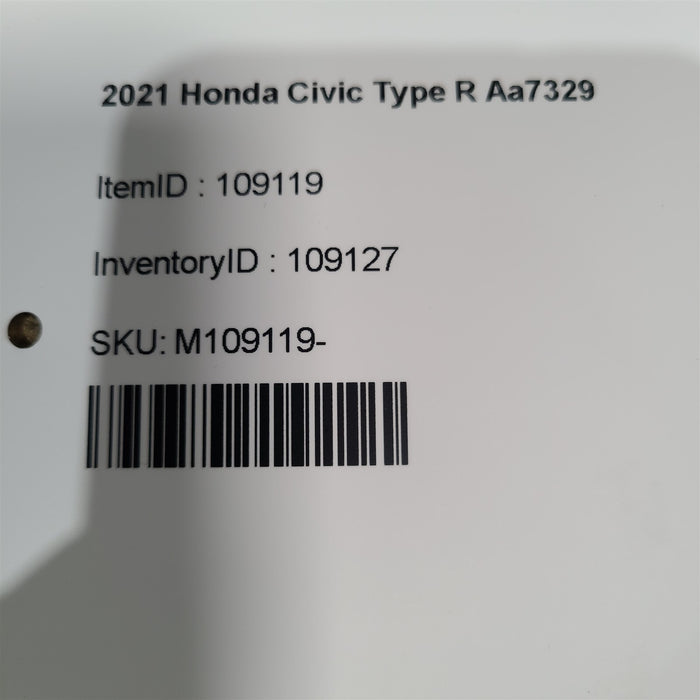 2021 Honda Civic Type R Aa7329
ItemID : 109119
InventoryID : 109127
SKU: M109119-